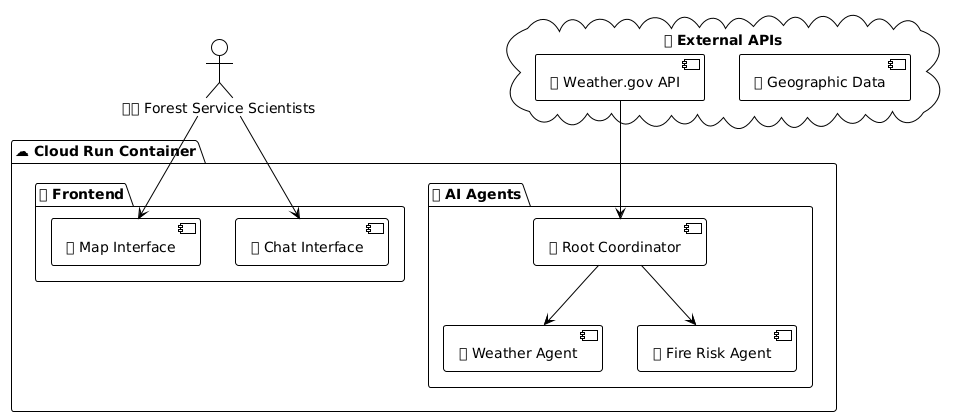 External APIs
Weather.gov API
Geographic Data
Forest Service Scientists
☁ Cloud Run Container
Frontend
AI Agents
Map Interface
Chat Interface
Root Coordinator
Weather Agent
Fire Risk Agent